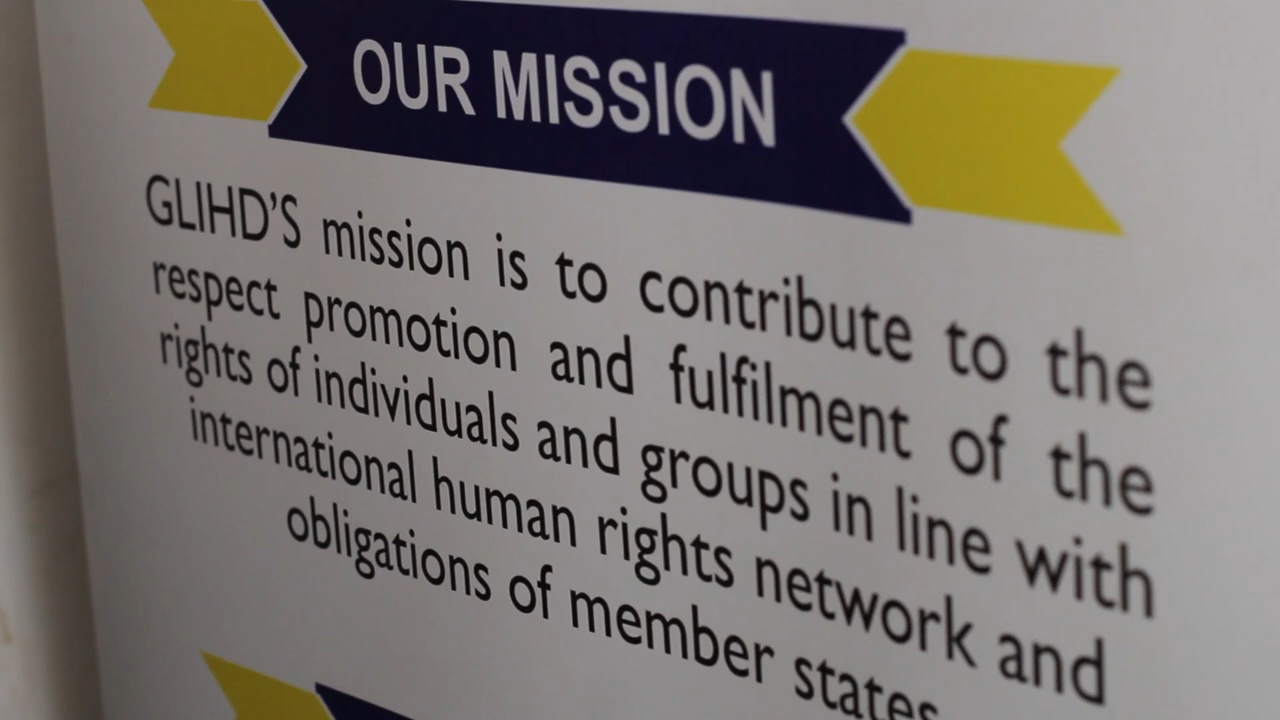 OUR MISSION
GLIHD'S mission is to contribute to the
respect promotion and fulfilment of the
rights of individuals and groups in line with
international human rights network and
obligations of member states